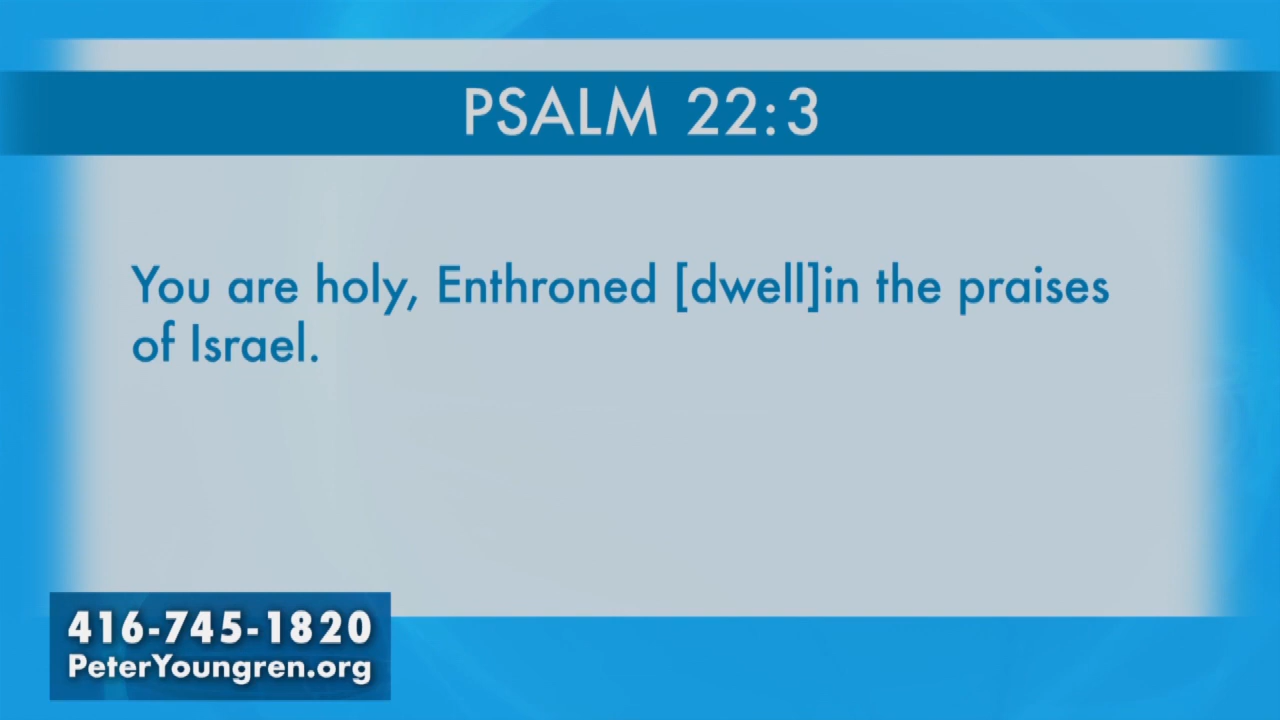 PSALM 22:3
You are holy, Enthroned [dwell]in the praises
of Israel.
416-745-1820
PeterYoungren.org